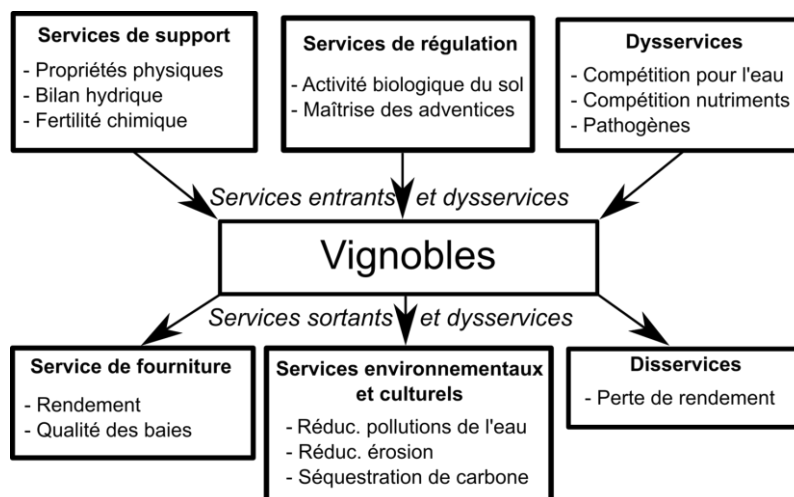 Services de support
- Propriétés physiques
- Bilan hydrique
- Fertilité chimique
Services de régulation
- Activité biologique du sol
- Maîtrise des adventices
Dysservices
- Compétition pour l'eau
- Compétition nutriments
- Pathogènes
Services entrants et dysservices
Vignobles
Services sortants et dysservices
Service de fourniture
- Rendement
- Qualité des baies
Services environnementaux
et culturels
- Réduc. pollutions de l'eau
- Réduc. érosion
- Séquestration de carbone
Disservices
- Perte de rendement